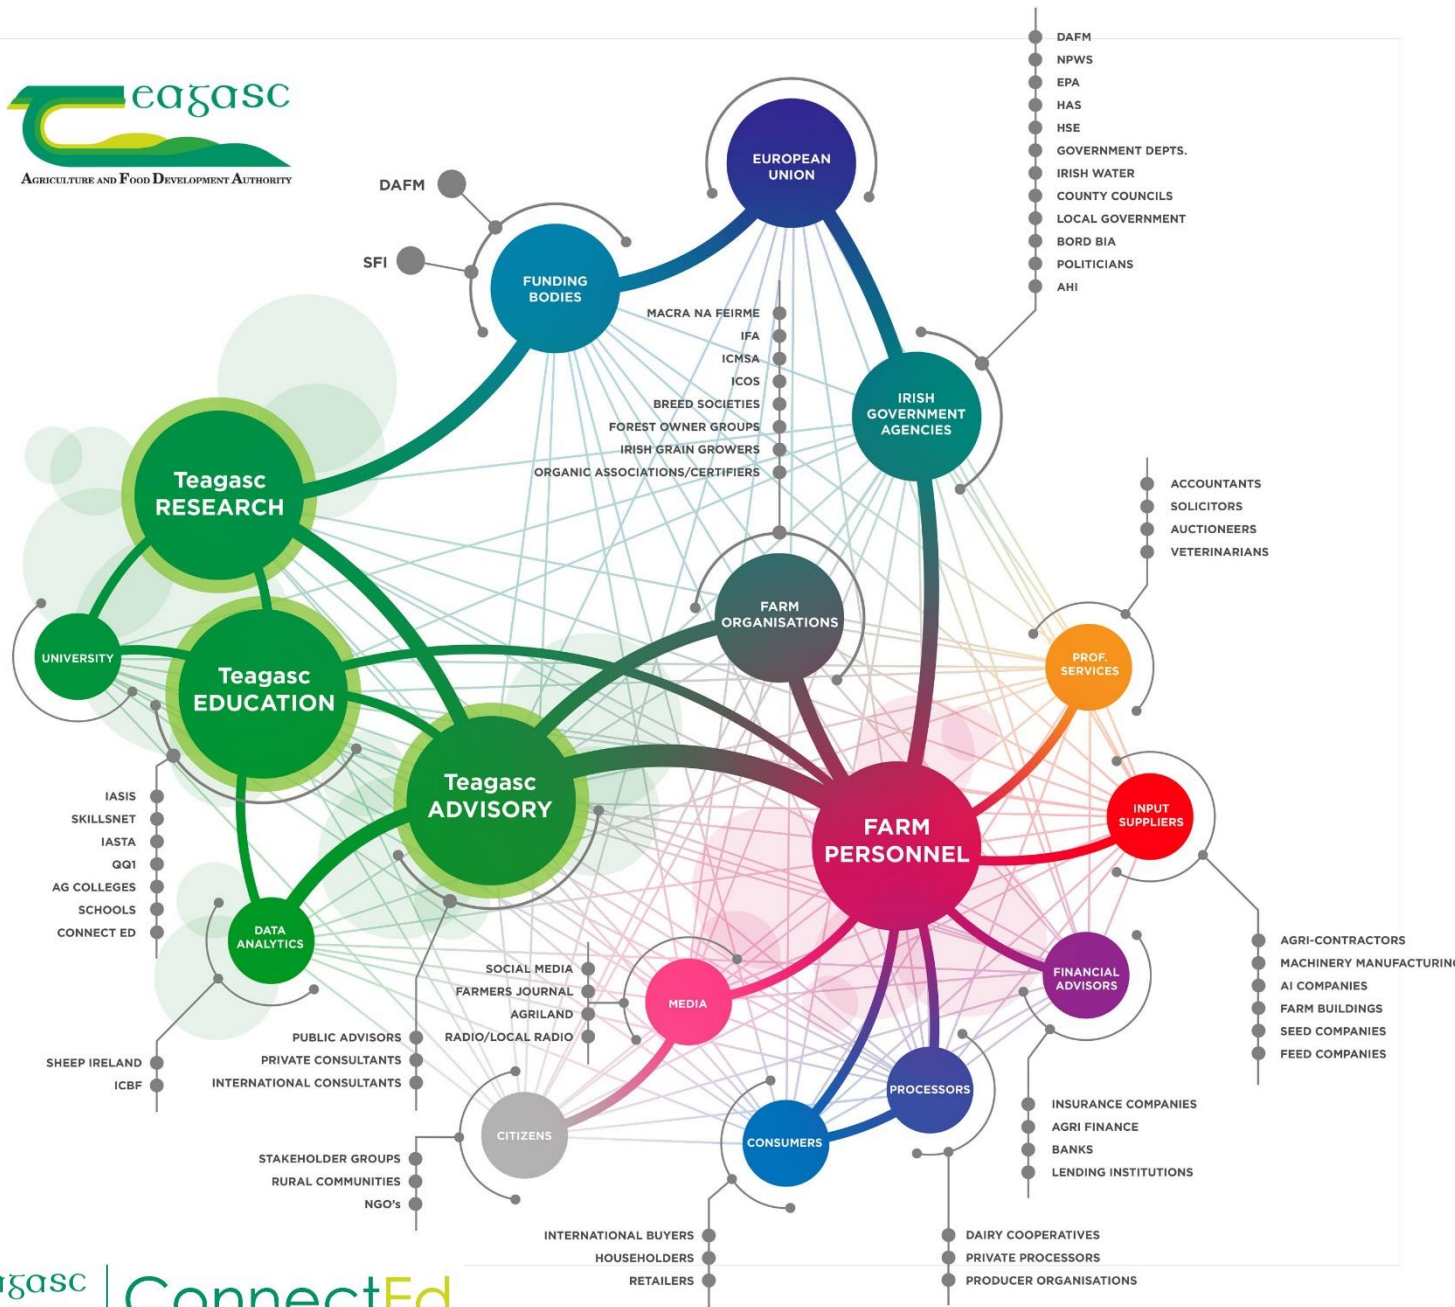 Teagasc
AGRICULTURE AND FOOD DEVELOPMENT AUTHORITY
DAFM
SFI
FUNDING
BODIES
EUROPEAN
UNION
DAFM
NPWS
EPA
HAS
HSE
GOVERNMENT DEPTS.
IRISH WATER
COUNTY COUNCILS
LOCAL GOVERNMENT
BORD BIA
POLITICIANS
AHI
IRISH
GOVERNMENT
AGENCIES
MACRA NA FEIRME
IFA
ICMSA
ICOS
BREED SOCIETIES
FOREST OWNER GROUPS
IRISH GRAIN GROWERS
ORGANIC ASSOCIATIONS/CERTIFIERS
FARM
ORGANISATIONS
Teagasc
RESEARCH
UNIVERSITY
Teagasc
EDUCATION
Teagasc
ADVISORY
IASIS
SKILLSNET
IASTA
QQ1
AG COLLEGES
SCHOOLS
CONNECT ED
DATA
ANALYTICS
SHEEP IRELAND
ICBF
PUBLIC ADVISORS
PRIVATE CONSULTANTS
INTERNATIONAL CONSULTANTS
ACCOUNTANTS
SOLICITORS
AUCTIONEERS
VETERINARIANS
PROF.
SERVICES
FARM
PERSONNEL
INPUT
SUPPLIERS
AGRI-CONTRACTORS
MACHINERY MANUFACTURING
AI COMPANIES
FARM BUILDINGS
SEED COMPANIES
FEED COMPANIES
SOCIAL MEDIA
FARMERS JOURNAL
AGRILAND
RADIO/LOCAL RADIO
MEDIA
FINANCIAL
ADVISORS
INSURANCE COMPANIES
AGRI FINANCE
BANKS
LENDING INSTITUTIONS
CITIZENS
STAKEHOLDER GROUPS
RURAL COMMUNITIES
NGO's
CONSUMERS
INTERNATIONAL BUYERS
HOUSEHOLDERS
RETAILERS
PROCESSORS
DAIRY COOPERATIVES
PRIVATE PROCESSORS
PRODUCER ORGANISATIONS
agasc
ConnectEd